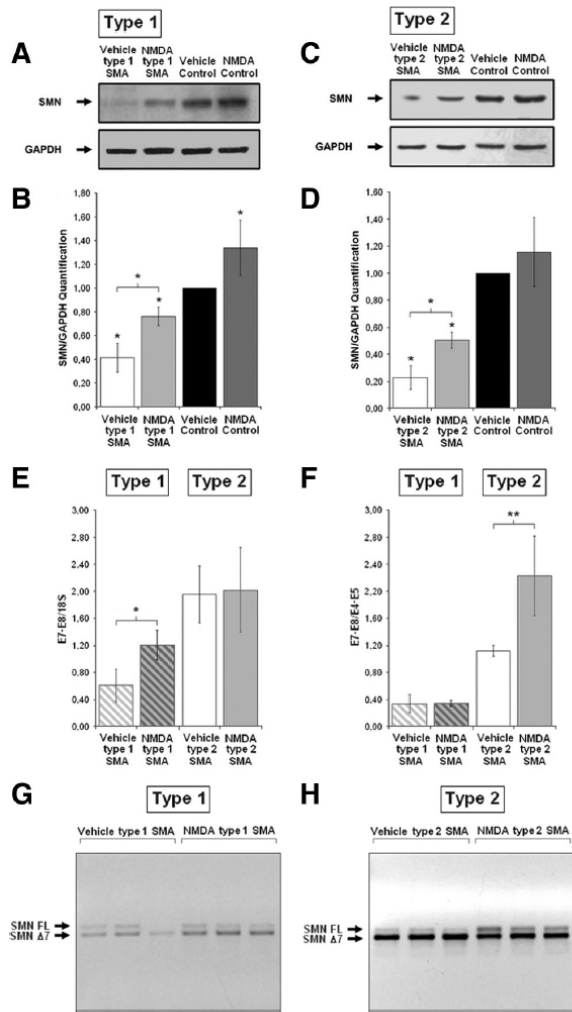 Type 1
A
Vehicle type 1 SMA
NMDA type 1 SMA
Vehicle Control
NMDA Control
SMN
GAPDH
Type 2
C
Vehicle type 2 SMA
NMDA type 2 SMA
Vehicle Control
NMDA Control
SMN
GAPDH
B
SMN/GAPDH Quantification
1,80
1,60
1,40
1,20
1,00
0,80
0,60
0,40
0,20
0,00
*
*
*
*
Vehicle type 1 SMA
NMDA type 1 SMA
Vehicle Control
NMDA Control
D
SMN/GAPDH Quantification
1,80
1,60
1,40
1,20
1,00
0,80
0,60
0,40
0,20
0,00
*
*
*
Vehicle type 2 SMA
NMDA type 2 SMA
Vehicle Control
NMDA Control
E
Type 1
Type 2
E7-E8/18S
3,00
2,80
2,40
2,00
1,60
1,20
0,80
0,40
0,00
*
Vehicle type 1 SMA
NMDA type 1 SMA
Vehicle type 2 SMA
NMDA type 2 SMA
F
Type 1
Type 2
E7-E8/E4-E5
3,00
2,80
2,20
2,00
1,60
1,20
0,80
0,40
0,00
**
Vehicle type 1 SMA
NMDA type 1 SMA
Vehicle type 2 SMA
NMDA type 2 SMA
G
Type 1
Vehicle type 1 SMA
NMDA type 1 SMA
SMN FL
SMN Δ7
H
Type 2
Vehicle type 2 SMA
NMDA type 2 SMA
SMN FL
SMN Δ7